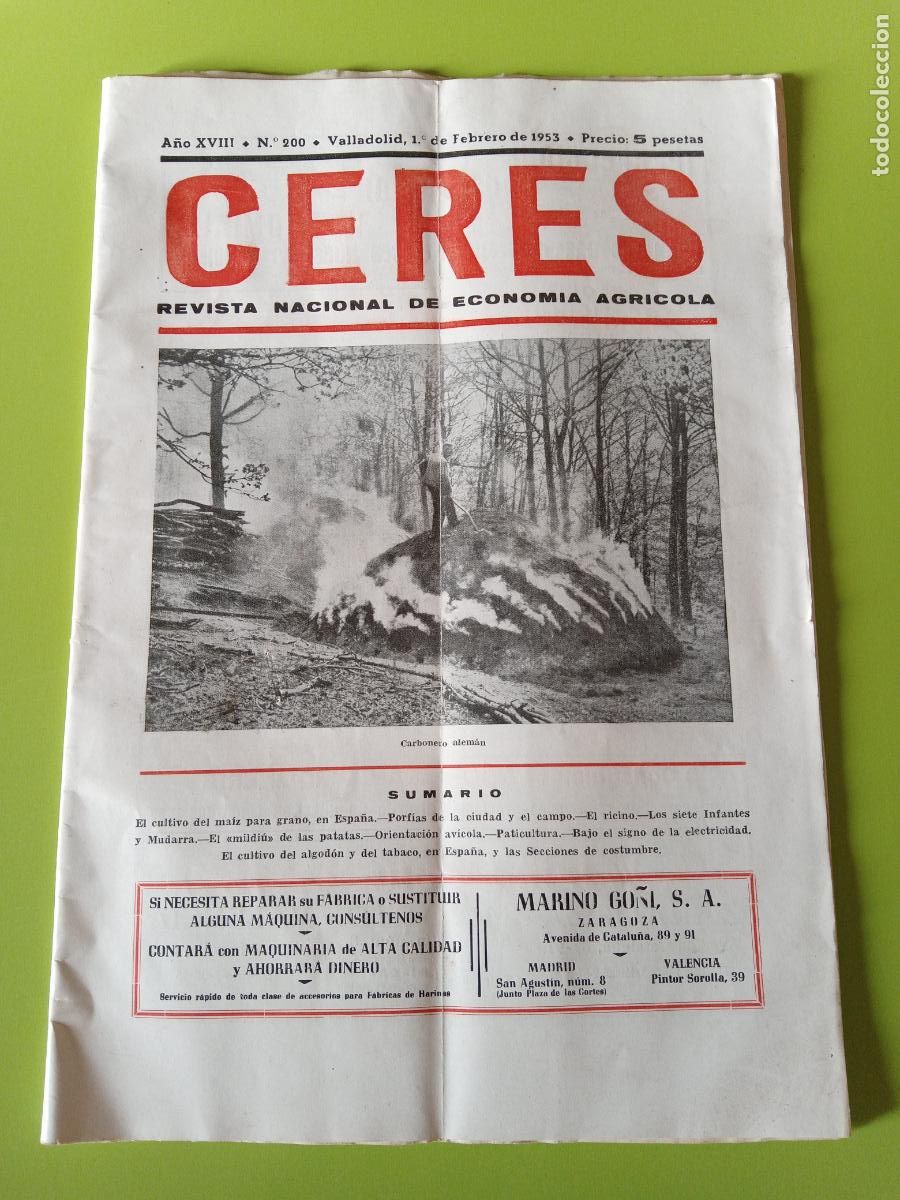 Año XVIII ◆ N.º 200 ◆ Valladolid, 1.º de Febrero de 1953 ◆ Precio: 5 pesetas
CERES
REVISTA NACIONAL DE ECONOMIA AGRICOLA
Carbonero alemán
SUMARIO
El cultivo del maíz para grano, en España.—Porfías de la ciudad y el campo.—El ricino.—Los siete Infantes
y Mudarra.—El «mildiú» de las patatas.—Orientación avícola.—Paticultura.—Bajo el signo de la electricidad.
El cultivo del algodón y del tabaco, en España, y las Secciones de costumbre.
Si NECESITA REPARAR su FÁBRICA o SUSTITUIR
ALGUNA MÁQUINA, CONSÚLTENOS
CONTARÁ con MAQUINARIA de ALTA CALIDAD
y AHORRARÁ DINERO
Servicio rápido de toda clase de accesorios para Fábricas de Harinas
MARINO GOÑI, S. A.
ZARAGOZA
Avenida de Cataluña, 89 y 91
MADRID
San Agustín, núm. 8
(Junto Plaza de las Cortes)
VALENCIA
Pintor Sorolla, 39
todocoleccion